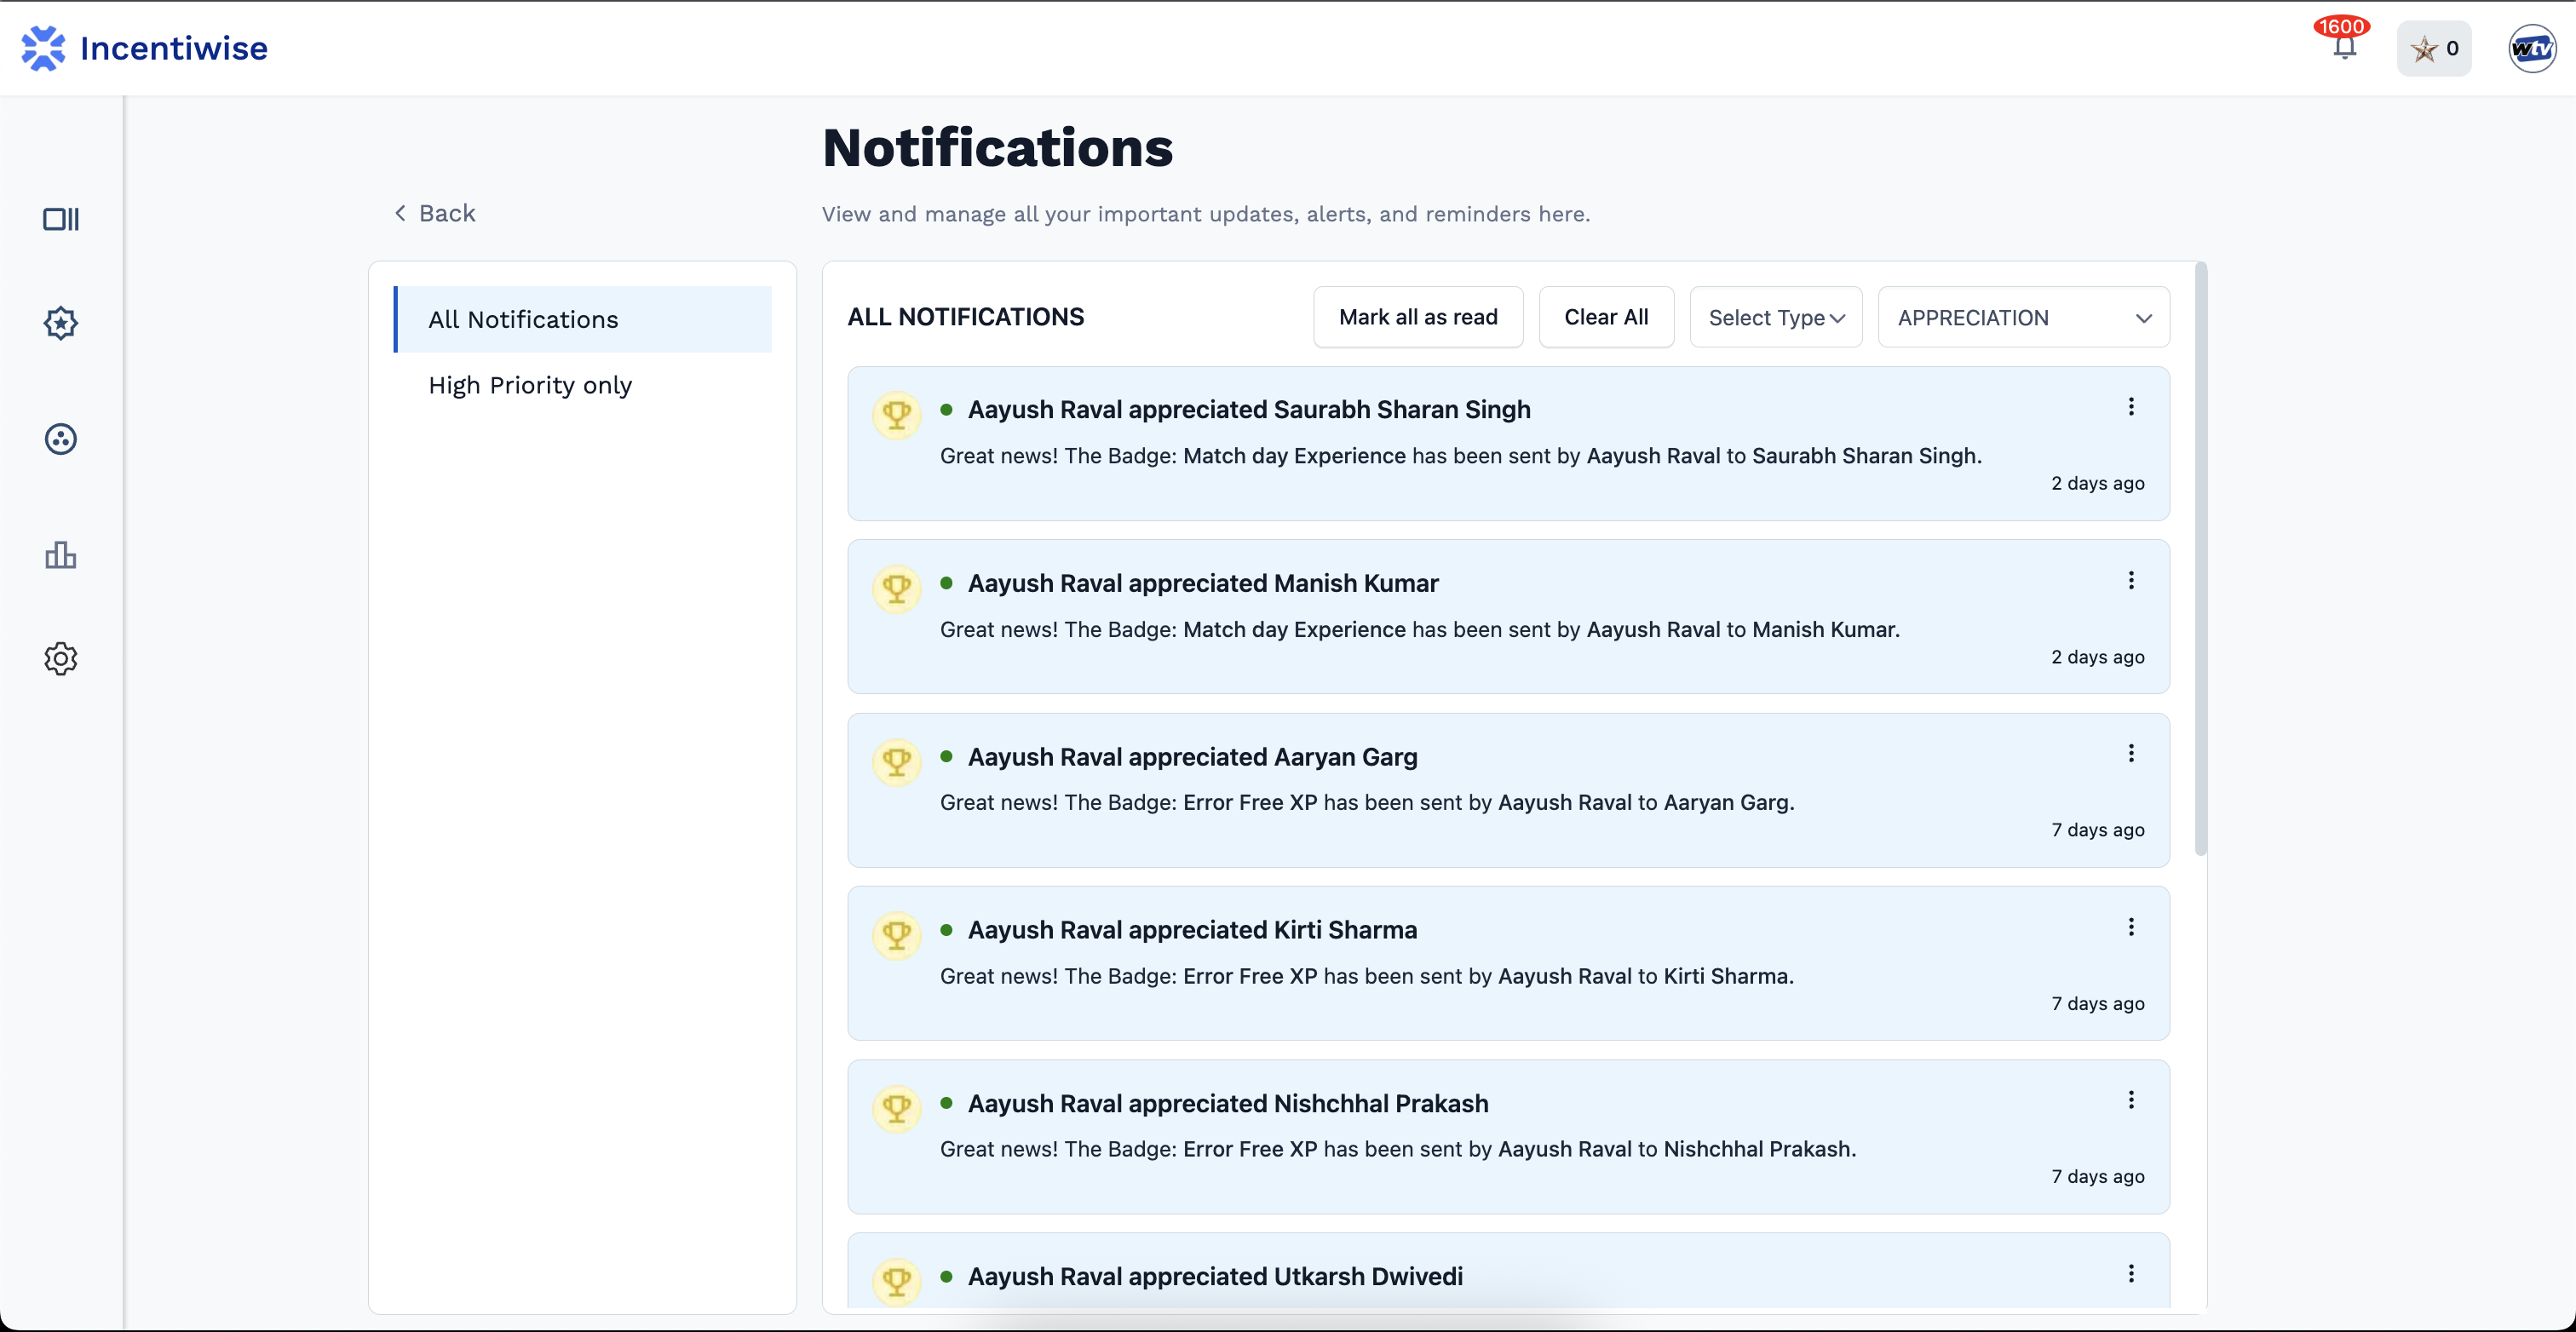 Incentiwise
1600
0
wtv
Notifications
Back
View and manage all your important updates, alerts, and reminders here.
All Notifications
High Priority only
ALL NOTIFICATIONS
Mark all as read
Clear All
Select Type
APPRECIATION
Aayush Raval appreciated Saurabh Sharan Singh
Great news! The Badge: Match day Experience has been sent by Aayush Raval to Saurabh Sharan Singh.
2 days ago
Aayush Raval appreciated Manish Kumar
Great news! The Badge: Match day Experience has been sent by Aayush Raval to Manish Kumar.
2 days ago
Aayush Raval appreciated Aaryan Garg
Great news! The Badge: Error Free XP has been sent by Aayush Raval to Aaryan Garg.
7 days ago
Aayush Raval appreciated Kirti Sharma
Great news! The Badge: Error Free XP has been sent by Aayush Raval to Kirti Sharma.
7 days ago
Aayush Raval appreciated Nishchhal Prakash
Great news! The Badge: Error Free XP has been sent by Aayush Raval to Nishchhal Prakash.
7 days ago
Aayush Raval appreciated Utkarsh Dwivedi